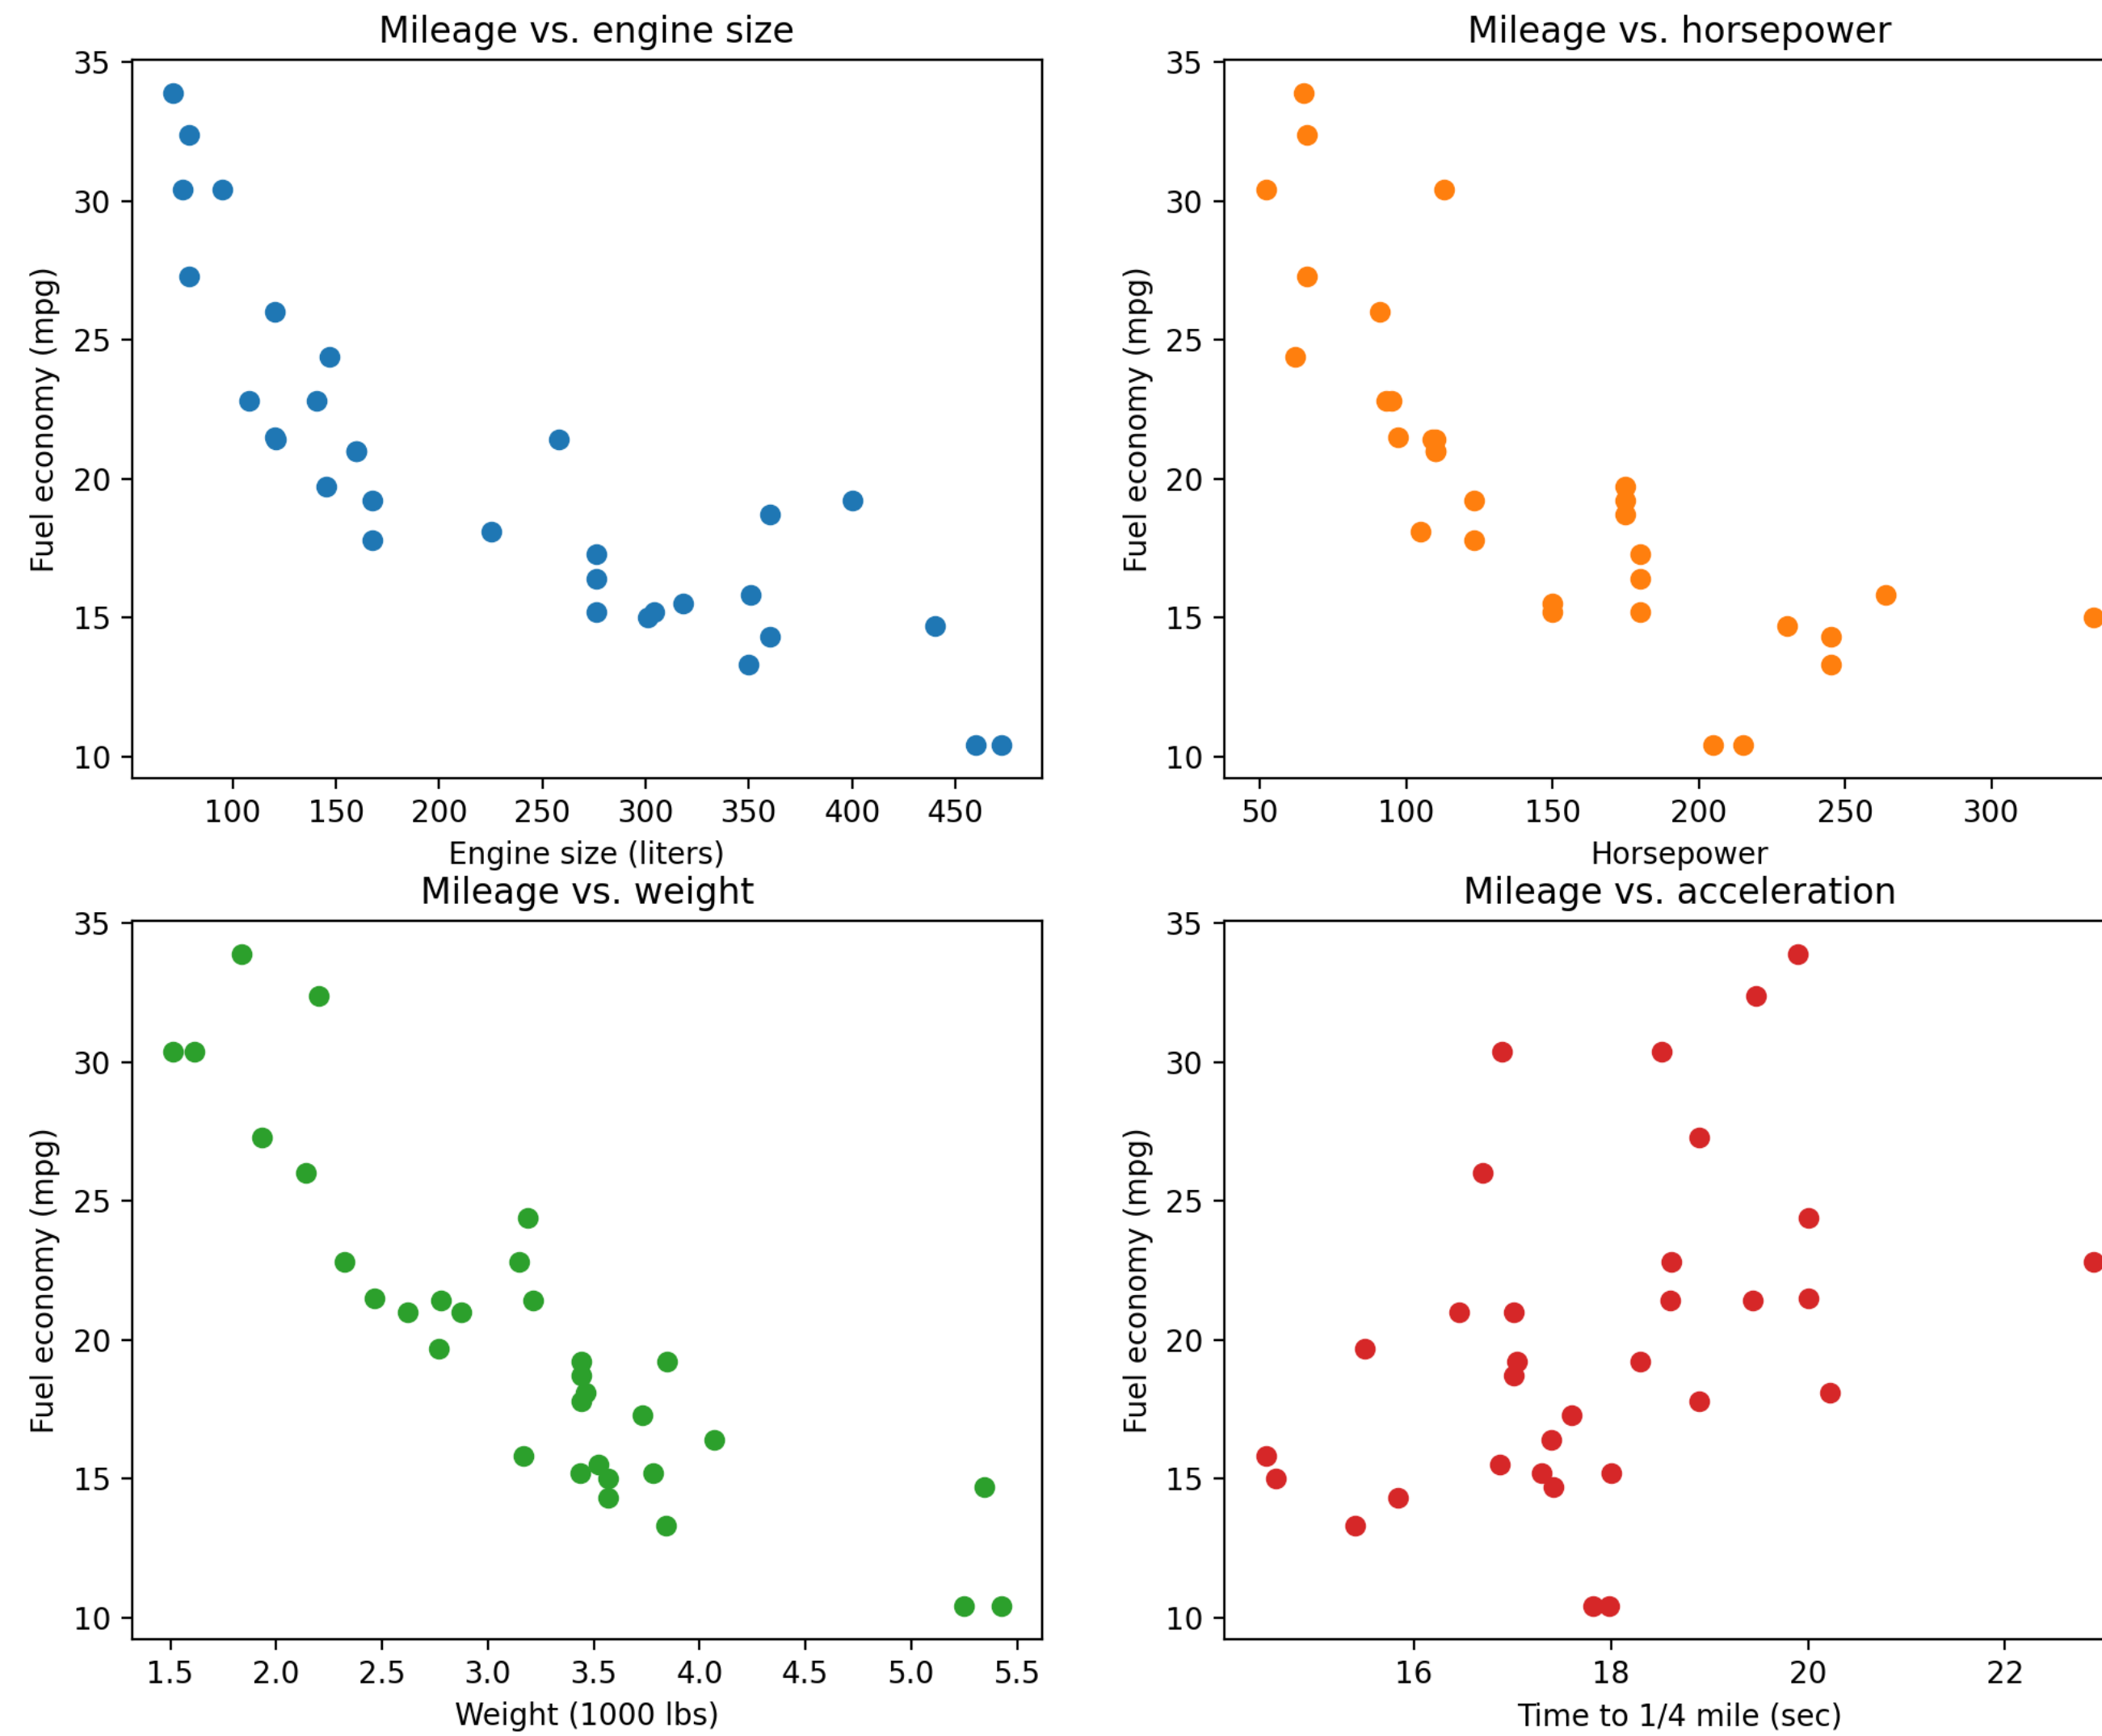 Mileage vs. engine size
35
30
25
20
15
10
Fuel economy (mpg)
100 150 200 250 300 350 400 450
Engine size (liters)
Mileage vs. horsepower
35
30
25
20
15
10
Fuel economy (mpg)
50 100 150 200 250 300
Horsepower
Mileage vs. weight
35
30
25
20
15
10
Fuel economy (mpg)
1.5 2.0 2.5 3.0 3.5 4.0 4.5 5.0 5.5
Weight (1000 lbs)
Mileage vs. acceleration
35
30
25
20
15
10
Fuel economy (mpg)
16 18 20 22
Time to 1/4 mile (sec)